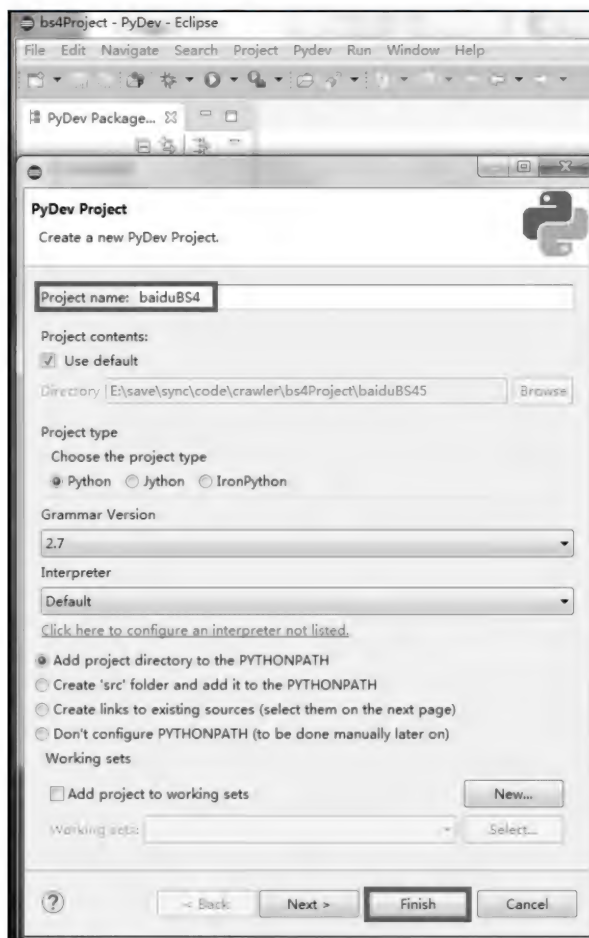 bs4Project - PyDev - Eclipse
File Edit Navigate Search Project Pydev Run Window Help
PyDev Package...
PyDev Project
Create a new PyDev Project.
Project name: baiduBS4
Project contents:
Use default
Directory E:\save\sync\code\crawler\bs4Project\baiduBS45 Browse
Project type
Choose the project type
Python Jython IronPython
Grammar Version
2.7
Interpreter
Default
Click here to configure an interpreter not listed.
Add project directory to the PYTHONPATH
Create 'src' folder and add it to the PYTHONPATH
Create links to existing sources (select them on the next page)
Don't configure PYTHONPATH (to be done manually later on)
Working sets
Add project to working sets New...
Working sets: Select...
? < Back Next > Finish Cancel